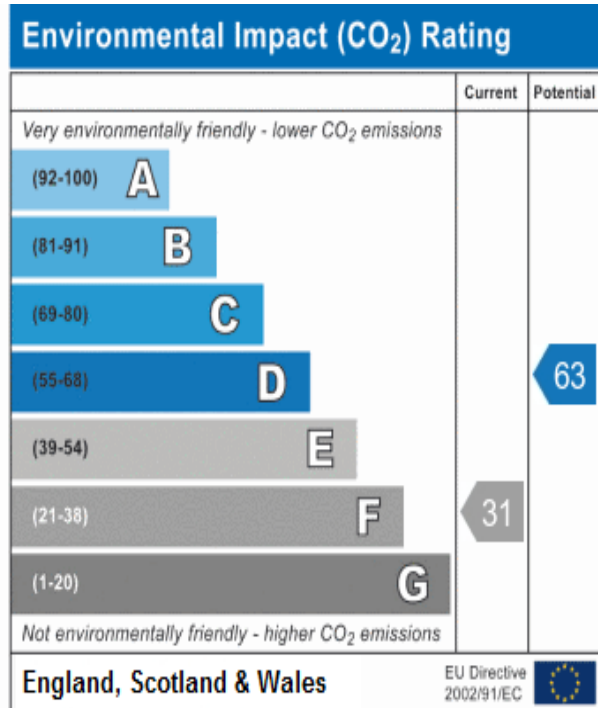 Environmental Impact (CO₂) Rating
Current Potential
Very environmentally friendly - lower CO₂ emissions
(92-100) A
(81-91) B
(69-80) C
(55-68) D
63
(39-54) E
(21-38) F
31
(1-20) G
Not environmentally friendly - higher CO₂ emissions
England, Scotland & Wales
EU Directive
2002/91/EC